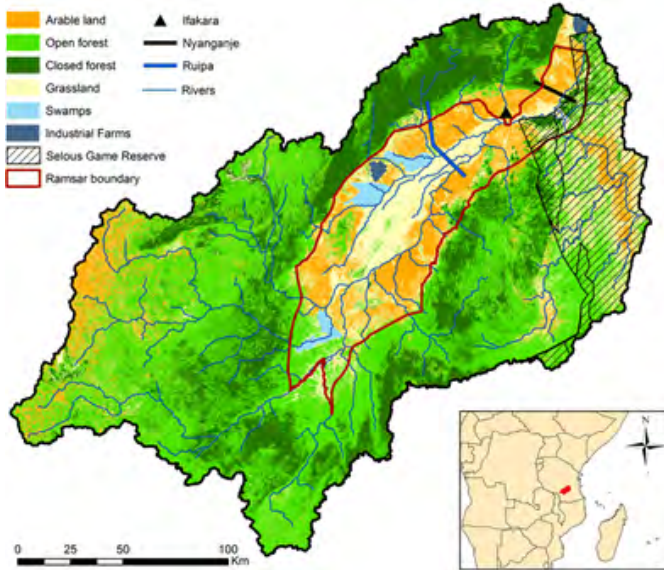 Arable land
Open forest
Closed forest
Grassland
Swamps
Industrial Farms
Selous Game Reserve
Ramsar boundary
Ifakara
Nyanganje
Ruipa
Rivers
0 25 50 100
Km
N